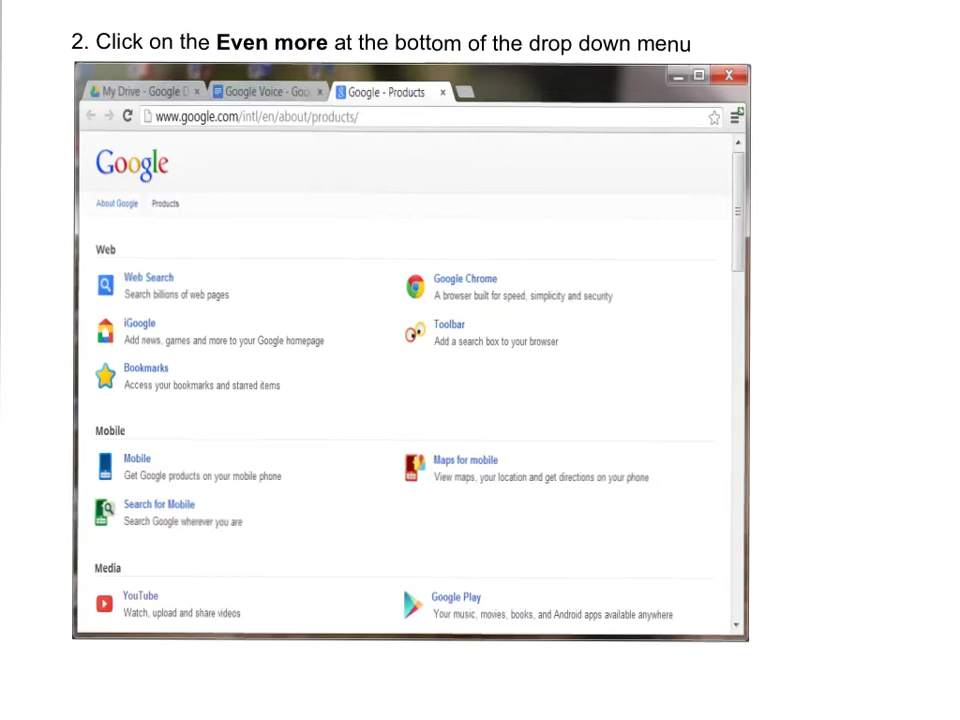 2. Click on the Even more at the bottom of the drop down menu
My Drive - Google D × Google Voice - Goo × Google - Products ×
www.google.com/intl/en/about/products/
Google
About Google Products
Web
Web Search
Search billions of web pages
Google Chrome
A browser built for speed, simplicity and security
iGoogle
Add news, games and more to your Google homepage
Toolbar
Add a search box to your browser
Bookmarks
Access your bookmarks and starred items
Mobile
Mobile
Get Google products on your mobile phone
Maps for mobile
View maps, your location and get directions on your phone
Search for Mobile
Search Google wherever you are
Media
YouTube
Watch, upload and share videos
Google Play
Your music, movies, books, and Android apps available anywhere